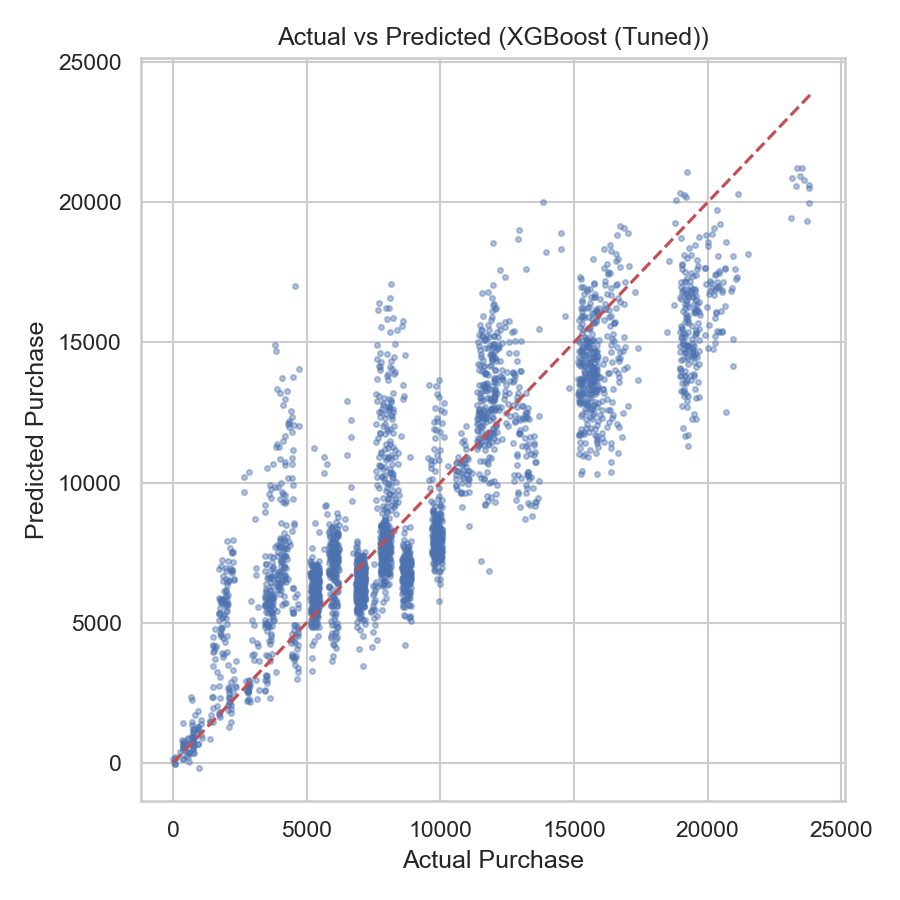 Actual vs Predicted (XGBoost (Tuned))
25000
20000
15000
10000
5000
0
Predicted Purchase
0 5000 10000 15000 20000 25000
Actual Purchase